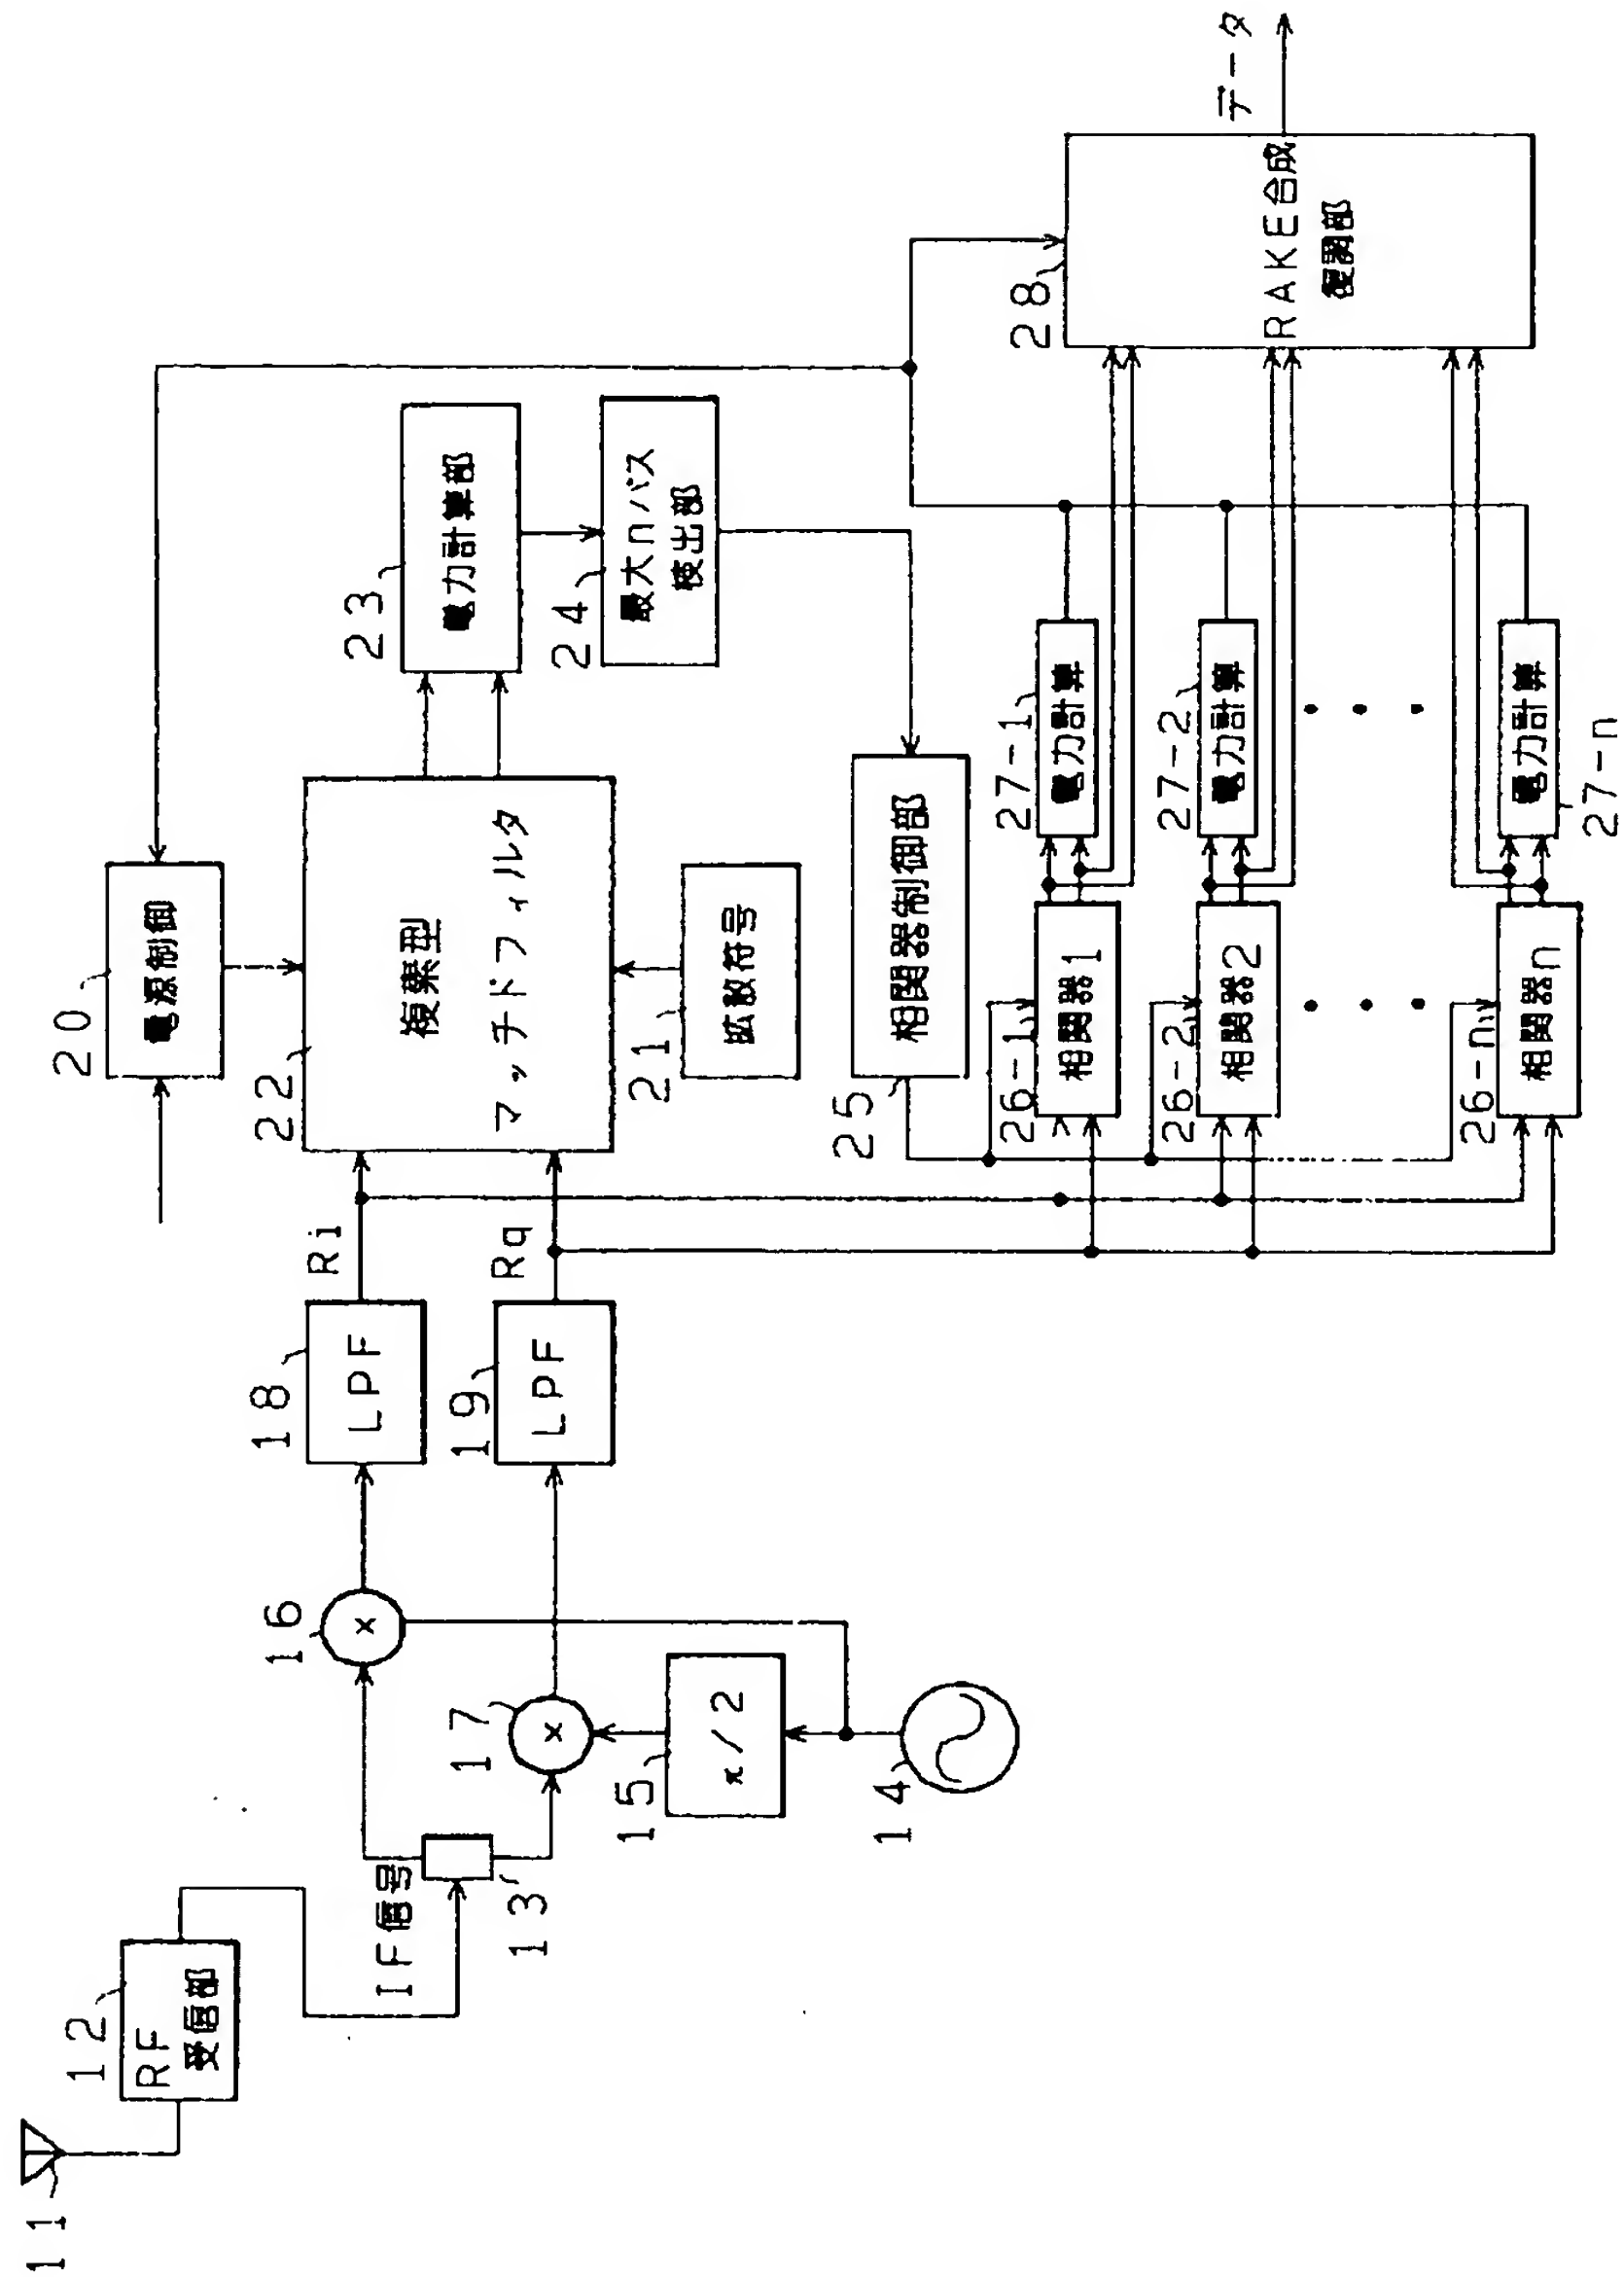 11
12
RF
受信部
IF信号
13
14
15
π/2
16
17
18
LPF
19
LPF
Ri
Rq
20
電源制御
21
拡散符号
22
複素型
マッチドフィルタ
23
電力計算部
24
最大nパス
検出部
25
相関器制御部
26-1
相関器1
26-2
相関器2
26-n
相関器n
27-1
電力計算
27-2
電力計算
27-n
電力計算
28
RAKE合成
復調部
データ